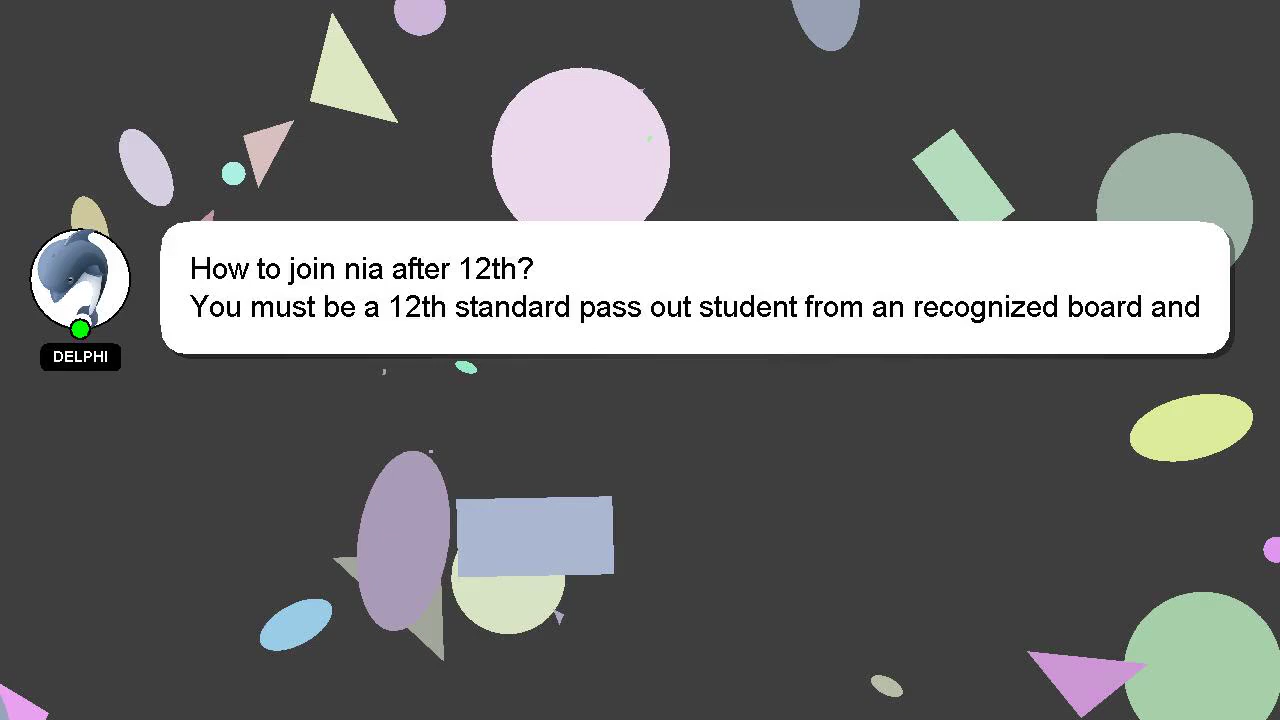 How to join nia after 12th?
You must be a 12th standard pass out student from an recognized board and
DELPHI